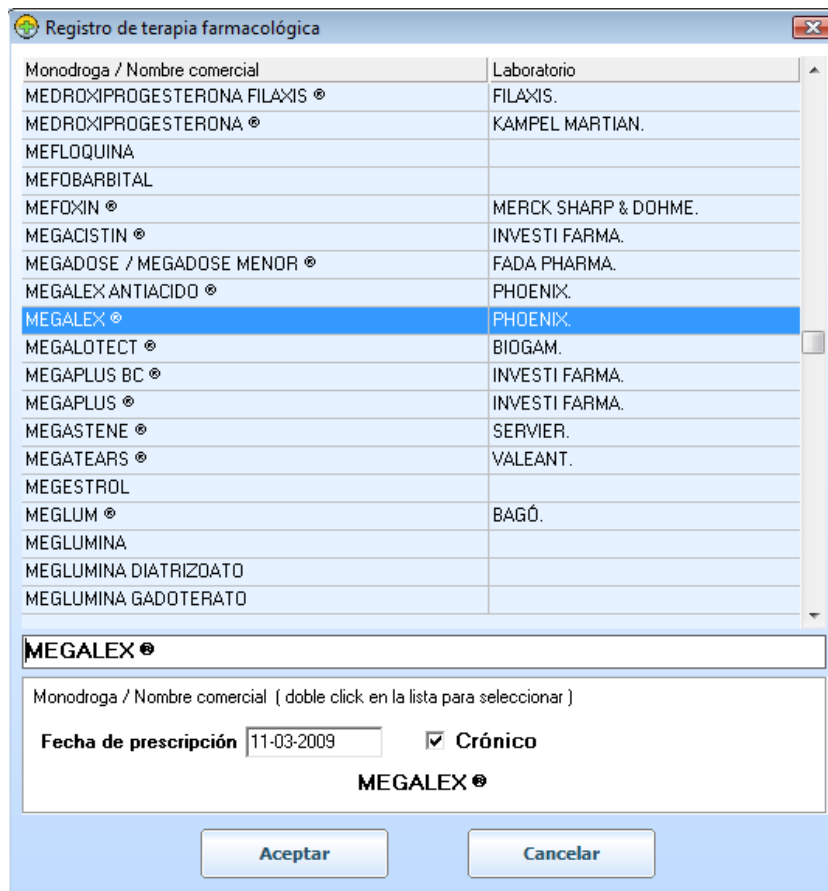 Registro de terapia farmacológica
Monodroga / Nombre comercial Laboratorio
MEDROXIPROGESTERONA FILAXIS ® FILAXIS.
MEDROXIPROGESTERONA ® KAMPEL MARTIAN.
MEFLOQUINA
MEFOBARBITAL
MEFOXIN ® MERCK SHARP & DOHME.
MEGACISTIN ® INVESTI FARMA.
MEGADOSE / MEGADOSE MENOR ® FADA PHARMA.
MEGALEX ANTIACIDO ® PHOENIX.
MEGALEX ® PHOENIX.
MEGALOTECT ® BIOGAM.
MEGAPLUS BC ® INVESTI FARMA.
MEGAPLUS ® INVESTI FARMA.
MEGASTENE ® SERVIER.
MEGATEARS ® VALEANT.
MEGESTROL
MEGLUM ® BAGÓ.
MEGLUMINA
MEGLUMINA DIATRIZOATO
MEGLUMINA GADOTERATO
MEGALEX ®
Monodroga / Nombre comercial ( doble click en la lista para seleccionar )
Fecha de prescripción 11-03-2009 Crónico
MEGALEX ®
Aceptar Cancelar